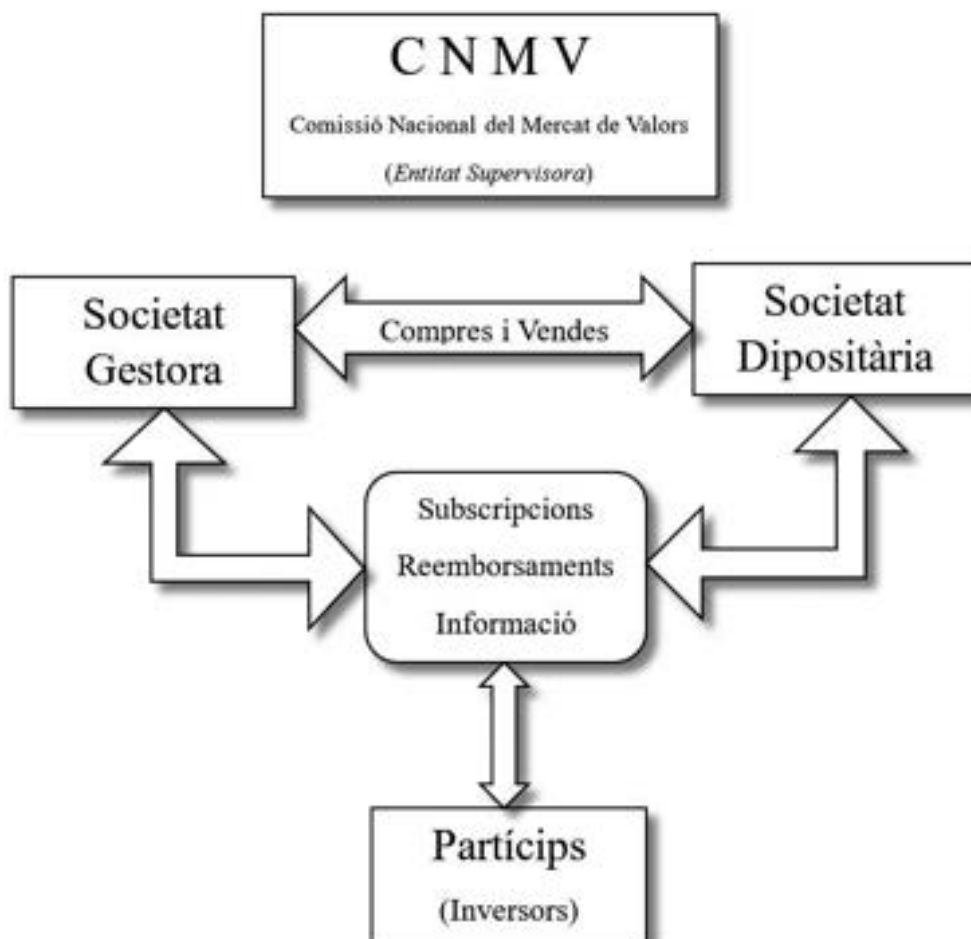 C N M V
Comissió Nacional del Mercat de Valors
(Entitat Supervisora)
Societat
Gestora
Compres i Vendes
Societat
Dipositària
Subscripcions
Reemborsaments
Informació
Partícips
(Inversors)